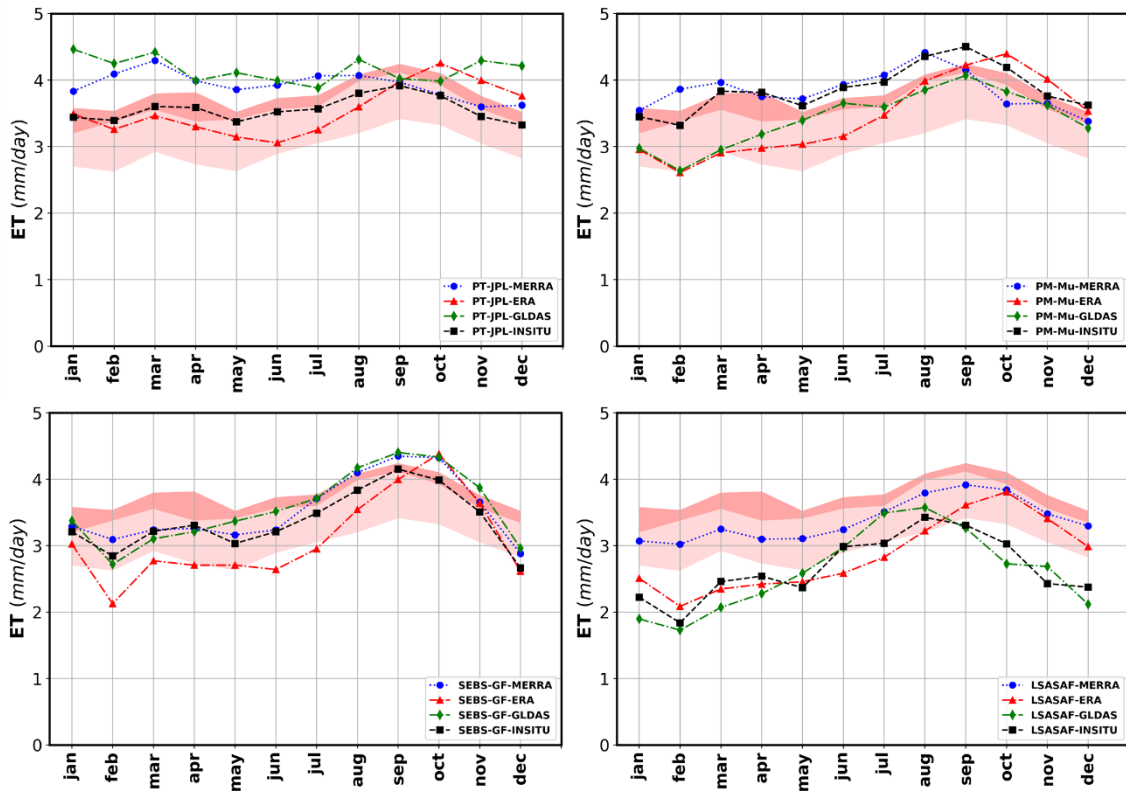 5
4
3
2
1
0
ET (mm/day)
PT-JPL-MERRA
PT-JPL-ERA
PT-JPL-GLDAS
PT-JPL-INSITU
jan
feb
mar
apr
may
jun
jul
aug
sep
oct
nov
dec
5
4
3
2
1
0
ET (mm/day)
PM-Mu-MERRA
PM-Mu-ERA
PM-Mu-GLDAS
PM-Mu-INSITU
jan
feb
mar
apr
may
jun
jul
aug
sep
oct
nov
dec
5
4
3
2
1
0
ET (mm/day)
SEBS-GF-MERRA
SEBS-GF-ERA
SEBS-GF-GLDAS
SEBS-GF-INSITU
jan
feb
mar
apr
may
jun
jul
aug
sep
oct
nov
dec
5
4
3
2
1
0
ET (mm/day)
LSASAF-MERRA
LSASAF-ERA
LSASAF-GLDAS
LSASAF-INSITU
jan
feb
mar
apr
may
jun
jul
aug
sep
oct
nov
dec